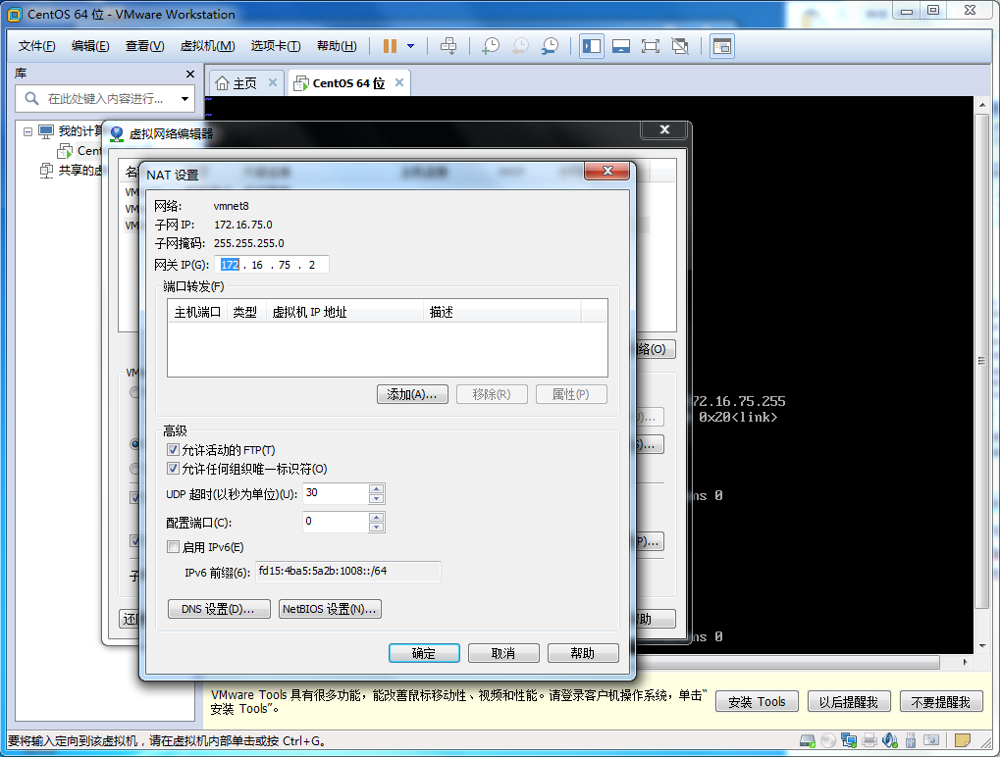 CentOS 64 位 - VMware Workstation
文件(F) 编辑(E) 查看(V) 虚拟机(M) 选项卡(T) 帮助(H)
库
主页
CentOS 64 位
在此处键入内容进行...
~
~
我的计算
Cent
共享的虚
虚拟网络编辑器
NAT 设置
网络: vmnet8
子网 IP: 172.16.75.0
子网掩码: 255.255.255.0
网关 IP(G): 172 . 16 . 75 . 2
端口转发(F)
主机端口 类型 虚拟机 IP 地址 描述
添加(A)... 移除(R) 属性(P)
高级
允许活动的 FTP(T)
允许任何组织唯一标识符(O)
UDP 超时(以秒为单位)(U): 30
配置端口(C): 0
启用 IPv6(E)
IPv6 前缀(6): fd15:4ba5:5a2b:1008::/64
DNS 设置(D)... NetBIOS 设置(N)...
确定 取消 帮助
名
VM
VM
VM
络(O)
VM
P)...
子
还
帮助
72.16.75.255
0x20<link>
ns 0
ns 0
VMware Tools 具有很多功能，能改善鼠标移动性、视频和性能。请登录客户机操作系统，单击“
安装 Tools”。
安装 Tools 以后提醒我 不要提醒我
要将输入定向到该虚拟机，请在虚拟机内部单击或按 Ctrl+G。